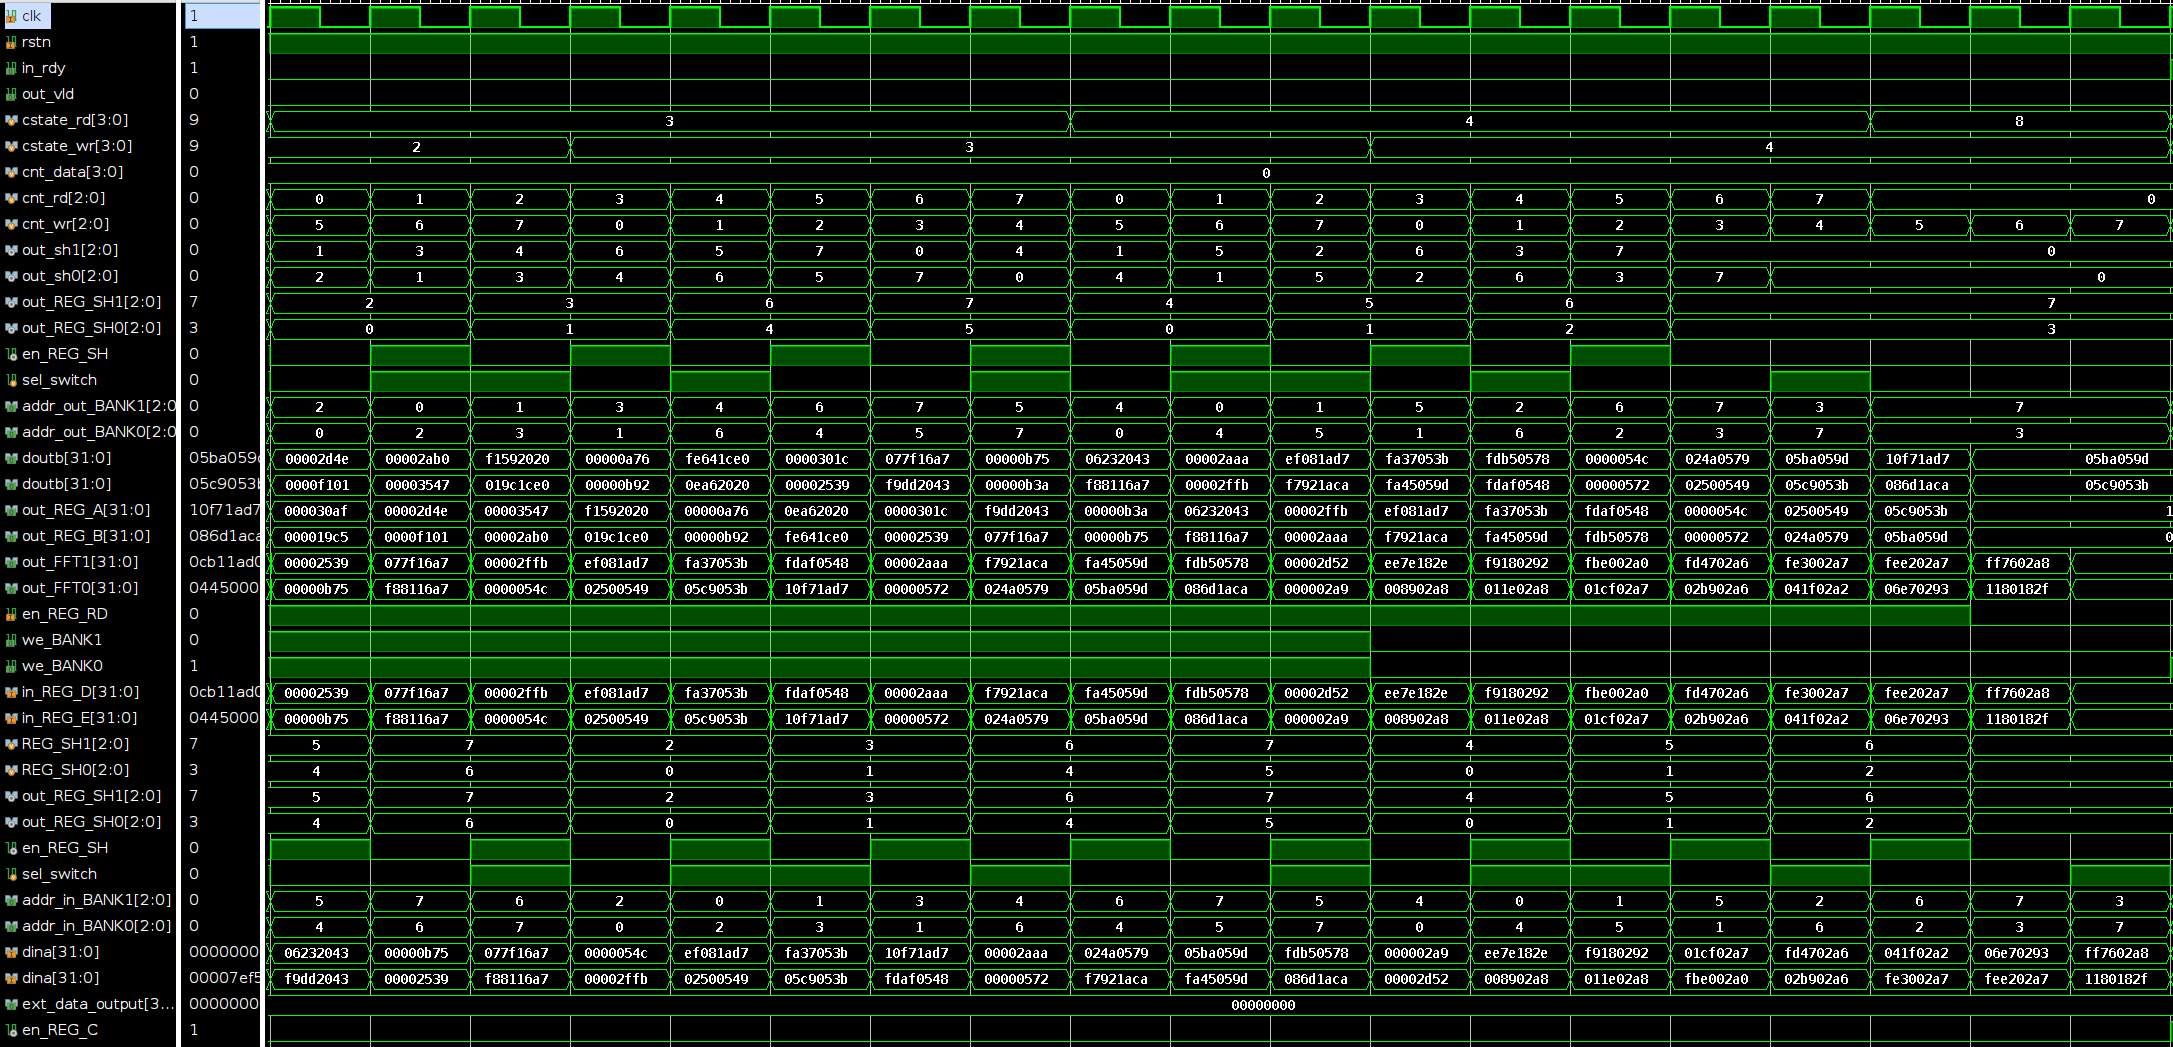 clk 1
rstn 1
in_rdy 1
out_vld 0
cstate_rd[3:0] 9 3 4 8
cstate_wr[3:0] 9 2 3 4
cnt_data[3:0] 0 0
cnt_rd[2:0] 0 0 1 2 3 4 5 6 7 0 1 2 3 4 5 6 7 0
cnt_wr[2:0] 0 5 6 7 0 1 2 3 4 5 6 7 0 1 2 3 4 5 6 7
out_sh1[2:0] 0 1 3 4 6 5 7 0 4 1 5 2 6 3 7 0
out_sh0[2:0] 0 2 1 3 4 6 5 7 0 4 1 5 2 6 3 7 0
out_REG_SH1[2:0] 7 2 3 6 7 4 5 6 7
out_REG_SH0[2:0] 3 0 1 4 5 0 1 2 3
en_REG_SH 0
sel_switch 0
addr_out_BANK1[2:0 0 2 0 1 3 4 6 7 5 4 0 1 5 2 6 7 3 7
addr_out_BANK0[2:0 0 0 2 3 1 6 4 5 7 0 4 5 1 6 2 3 7 3
doutb[31:0] 05ba059 00002d4e 00002ab0 f1592020 00000a76 fe641ce0 0000301c 077f16a7 00000b75 06232043 00002aaa ef081ad7 fa37053b fdb50578 0000054c 024a0579 05ba059d 10f71ad7 05ba059d
doutb[31:0] 05c9053 0000f101 00003547 019c1ce0 00000b92 0ea62020 00002539 f9dd2043 00000b3a f88116a7 00002ffb f7921aca fa45059d fdaf0548 00000572 02500549 05c9053b 086d1aca 05c9053b
out_REG_A[31:0] 10f71ad7 000030af 00002d4e 00003547 f1592020 00000a76 0ea62020 0000301c f9dd2043 00000b3a 06232043 00002ffb ef081ad7 fa37053b fdaf0548 0000054c 02500549 05c9053b 1
out_REG_B[31:0] 086d1aca 000019c5 0000f101 00002ab0 019c1ce0 00000b92 fe641ce0 00002539 077f16a7 00000b75 f88116a7 00002aaa f7921aca fa45059d fdb50578 00000572 024a0579 05ba059d 0
out_FFT1[31:0] 0cb11ad0 00002539 077f16a7 00002ffb ef081ad7 fa37053b fdaf0548 00002aaa f7921aca fa45059d fdb50578 00002d52 ee7e182e f9180292 fbe002a0 fd4702a6 fe3002a7 fee202a7 ff7602a8
out_FFT0[31:0] 0445000 00000b75 f88116a7 0000054c 02500549 05c9053b 10f71ad7 00000572 024a0579 05ba059d 086d1aca 000002a9 008902a8 011e02a8 01cf02a7 02b902a6 041f02a2 06e70293 1180182f
en_REG_RD 0
we_BANK1 0
we_BANK0 1
in_REG_D[31:0] 0cb11ad0 00002539 077f16a7 00002ffb ef081ad7 fa37053b fdaf0548 00002aaa f7921aca fa45059d fdb50578 00002d52 ee7e182e f9180292 fbe002a0 fd4702a6 fe3002a7 fee202a7 ff7602a8
in_REG_E[31:0] 0445000 00000b75 f88116a7 0000054c 02500549 05c9053b 10f71ad7 00000572 024a0579 05ba059d 086d1aca 000002a9 008902a8 011e02a8 01cf02a7 02b902a6 041f02a2 06e70293 1180182f
REG_SH1[2:0] 7 5 7 2 3 6 7 4 5 6
REG_SH0[2:0] 3 4 6 0 1 4 5 0 1 2
out_REG_SH1[2:0] 7 5 7 2 3 6 7 4 5 6
out_REG_SH0[2:0] 3 4 6 0 1 4 5 0 1 2
en_REG_SH 0
sel_switch 0
addr_in_BANK1[2:0] 0 5 7 6 2 0 1 3 4 6 7 5 4 0 1 5 2 6 7 3
addr_in_BANK0[2:0] 0 4 6 7 0 2 3 1 6 4 5 7 0 4 5 1 6 2 3 7
dina[31:0] 0000000 06232043 00000b75 077f16a7 0000054c ef081ad7 fa37053b 10f71ad7 00002aaa 024a0579 05ba059d fdb50578 000002a9 ee7e182e f9180292 01cf02a7 fd4702a6 041f02a2 06e70293 ff7602a8
dina[31:0] 00007ef5 f9dd2043 00002539 f88116a7 00002ffb 02500549 05c9053b fdaf0548 00000572 f7921aca fa45059d 086d1aca 00002d52 008902a8 011e02a8 fbe002a0 02b902a6 fe3002a7 fee202a7 1180182f
ext_data_output[3... 0000000 00000000
en_REG_C 1